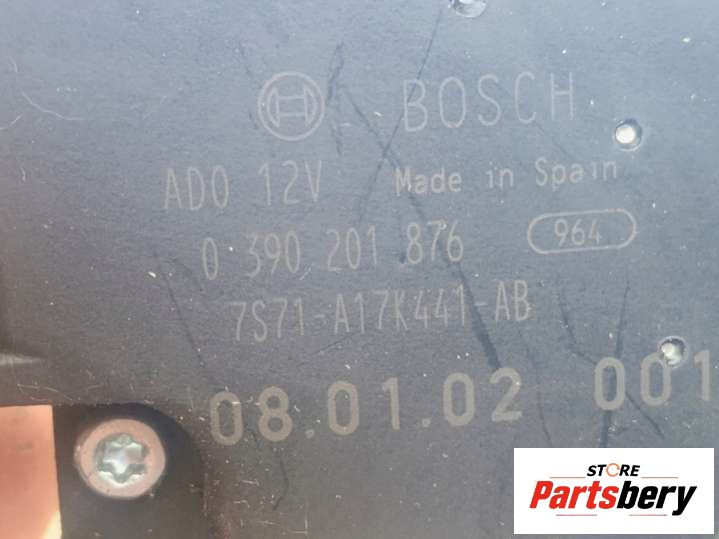 BOSCH
AD0 12V Made in Spain
0 390 201 876 964
7S71-A17K441-AB
08.01.02 001
STORE
Partsbery